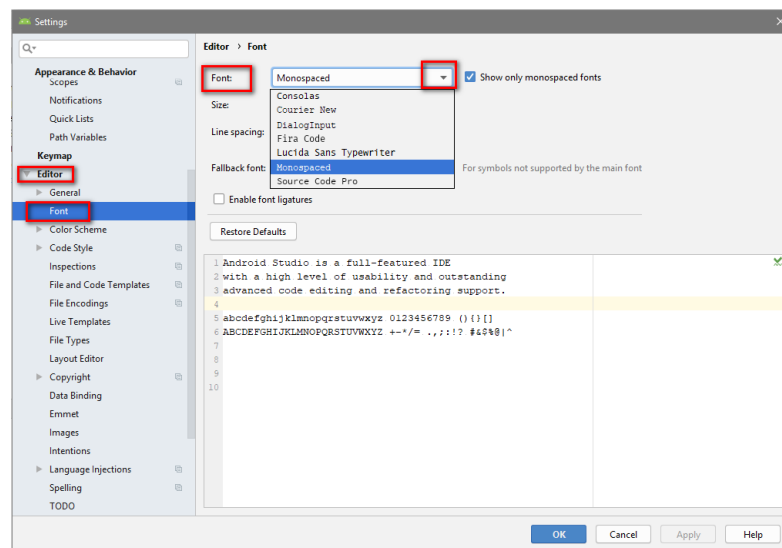 Settings
Editor › Font
Appearance & Behavior
Scopes
Notifications
Quick Lists
Path Variables
Keymap
Editor
General
Font
Color Scheme
Code Style
Inspections
File and Code Templates
File Encodings
Live Templates
File Types
Layout Editor
Copyright
Data Binding
Emmet
Images
Intentions
Language Injections
Spelling
TODO
Font: Monospaced Show only monospaced fonts
Size:
Line spacing:
Fallback font:
Consolas
Courier New
DialogInput
Fira Code
Lucida Sans Typewriter
Monospaced
Source Code Pro
For symbols not supported by the main font
Enable font ligatures
Restore Defaults
1 Android Studio is a full-featured IDE
2 with a high level of usability and outstanding
3 advanced code editing and refactoring support.
4
5 abcdefghijklmnopqrstuvwxyz 0123456789 (){}[]
6 ABCDEFGHIJKLMNOPQRSTUVWXYZ +-*/= .,;:!? #&$%@|^
7
8
9
10
OK Cancel Apply Help